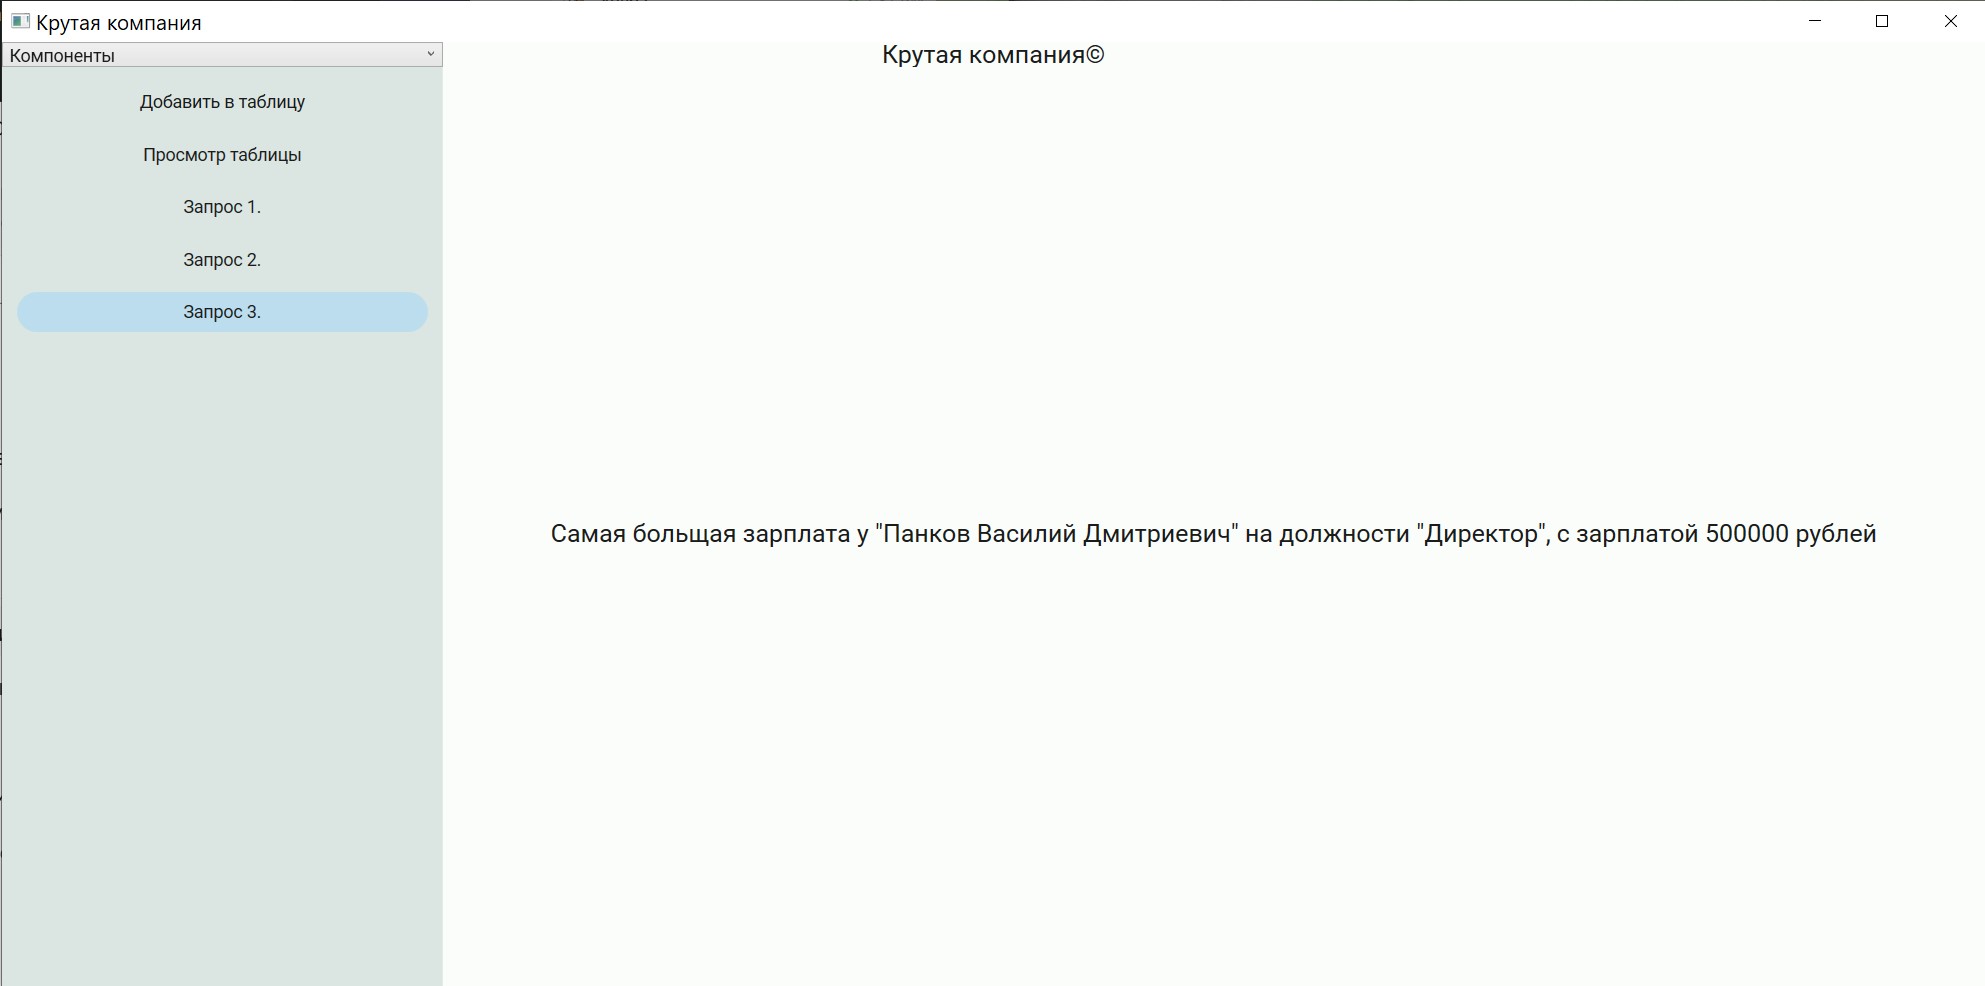 Крутая компания
Компоненты
Крутая компания©
Добавить в таблицу
Просмотр таблицы
Запрос 1.
Запрос 2.
Запрос 3.
Самая больщая зарплата у "Панков Василий Дмитриевич" на должности "Директор", с зарплатой 500000 рублей